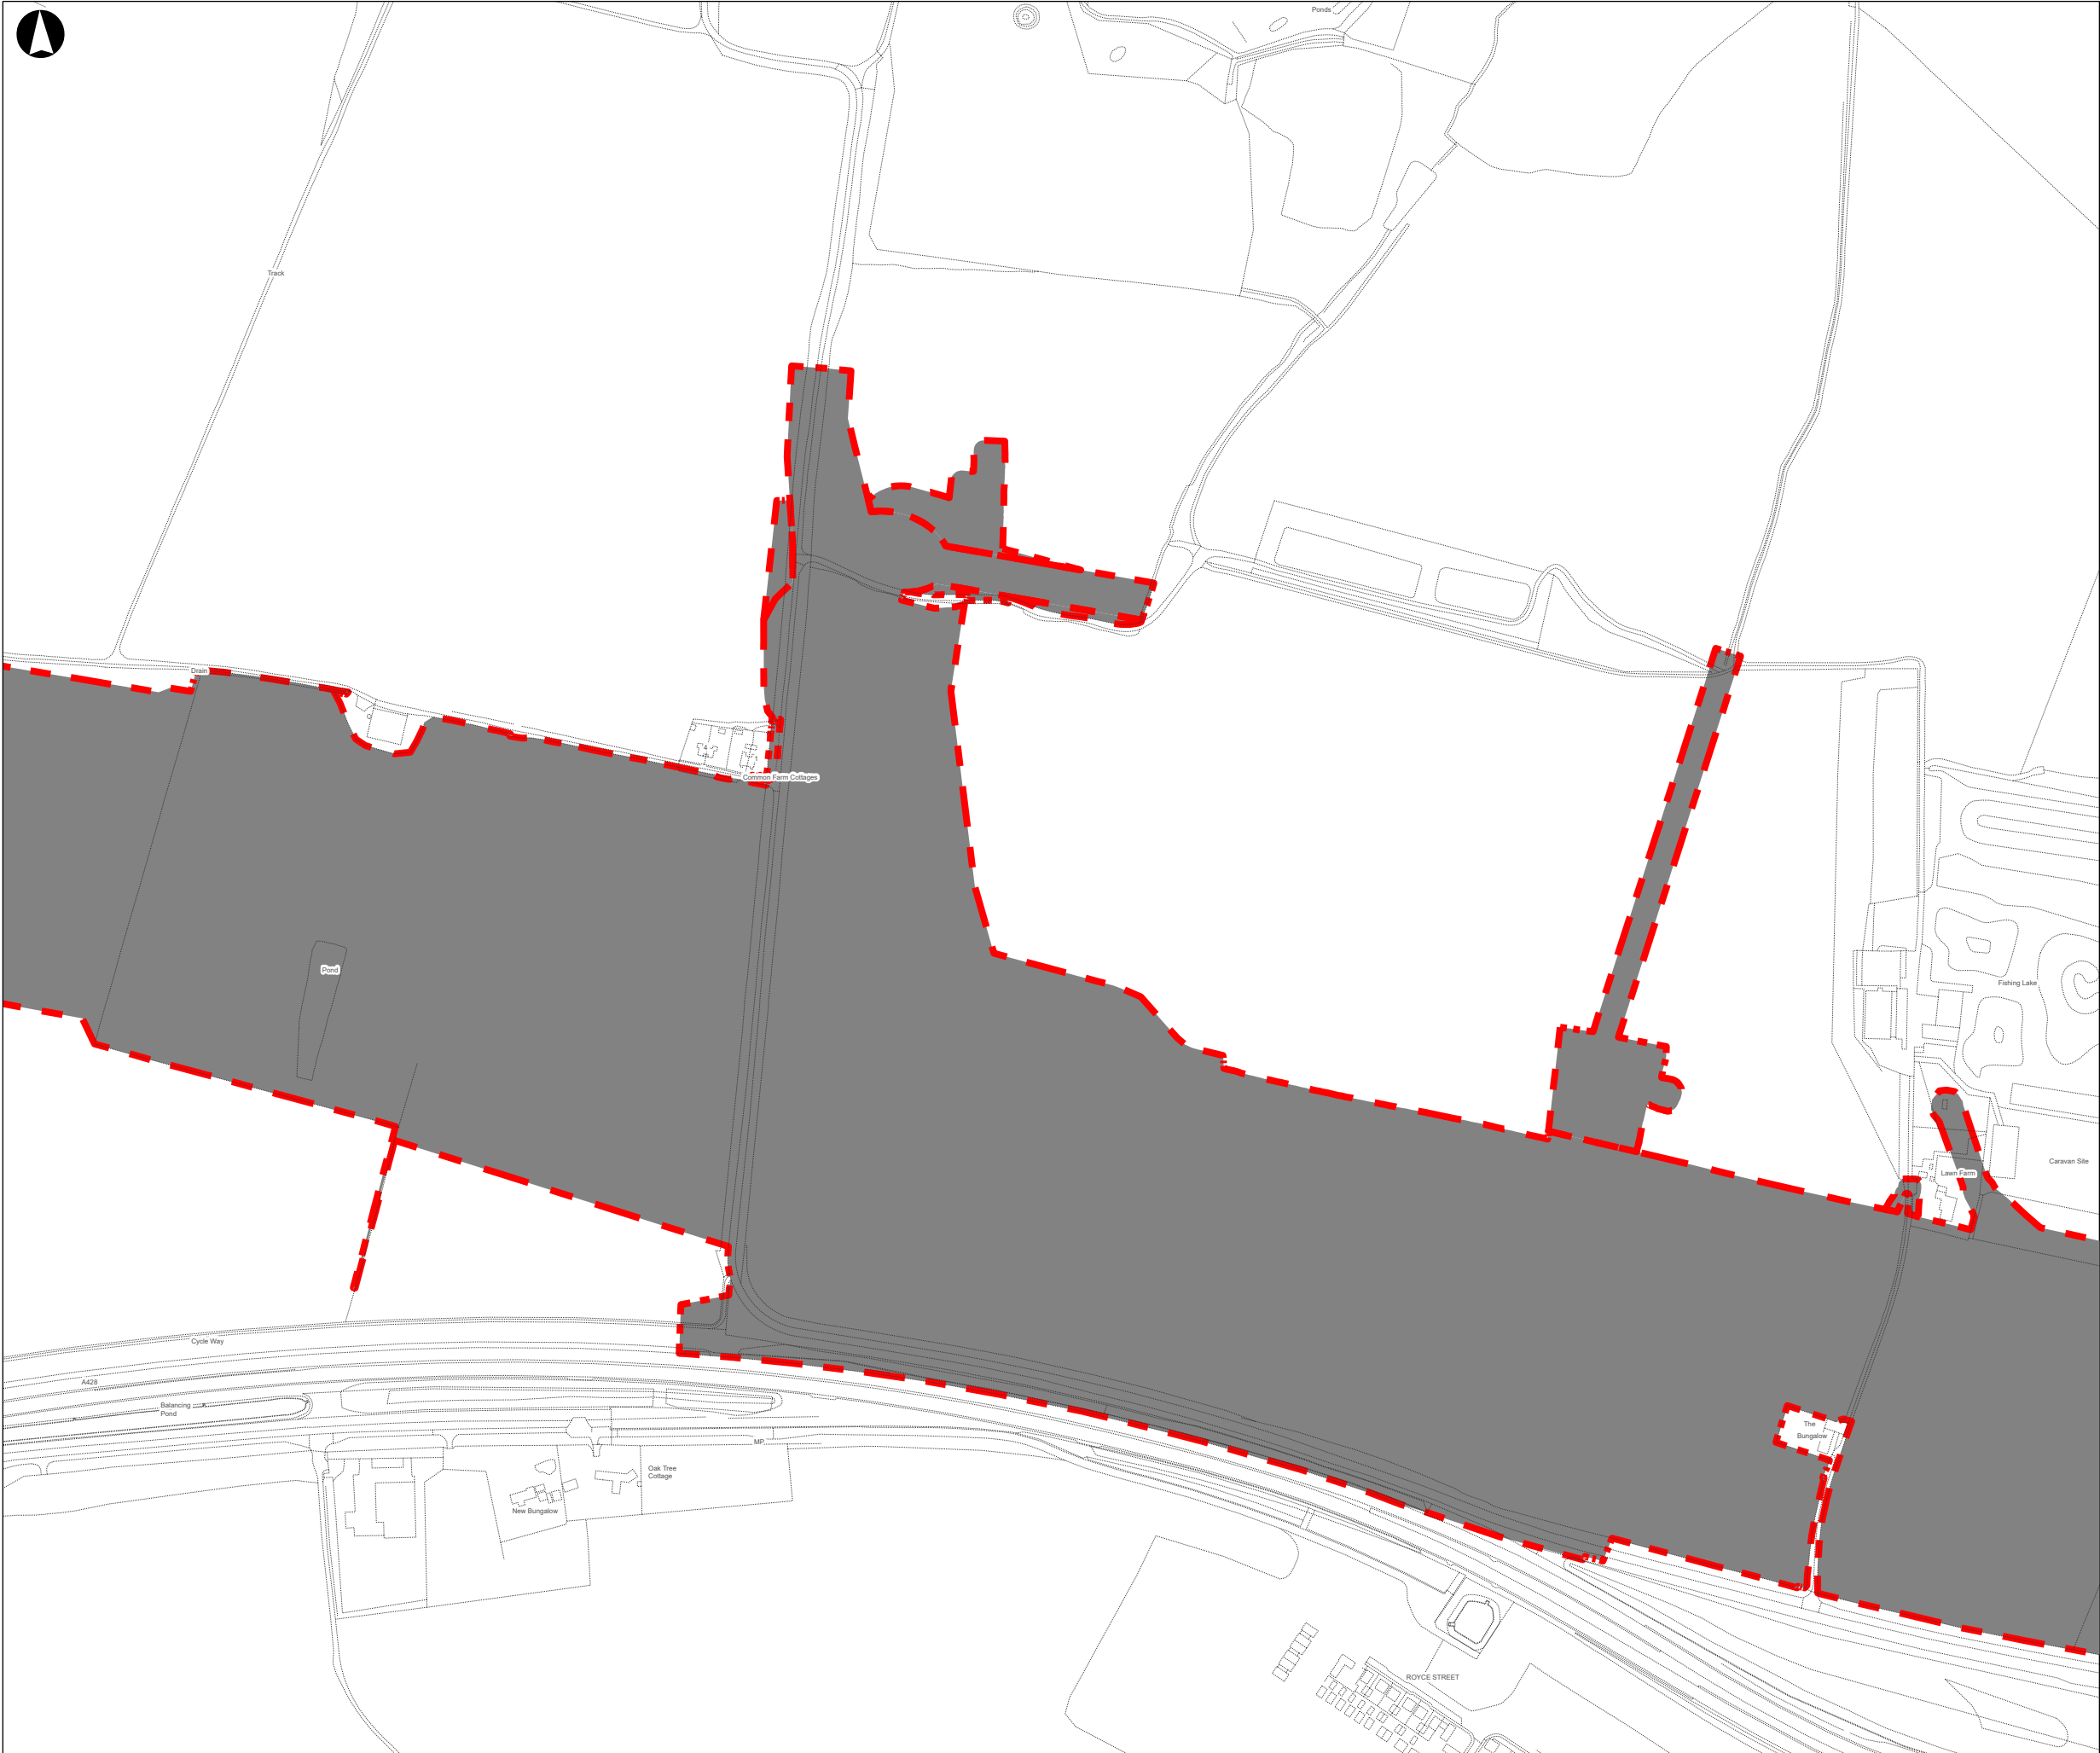 Ponds
Track
Drain
Common Farm Cottages
Pond
Fishing Lake
Caravan Site
Lawn Farm
Cycle Way
A428
Balancing
Pond
The
Bungalow
MP
Oak Tree
Cottage
New Bungalow
ROYCE STREET